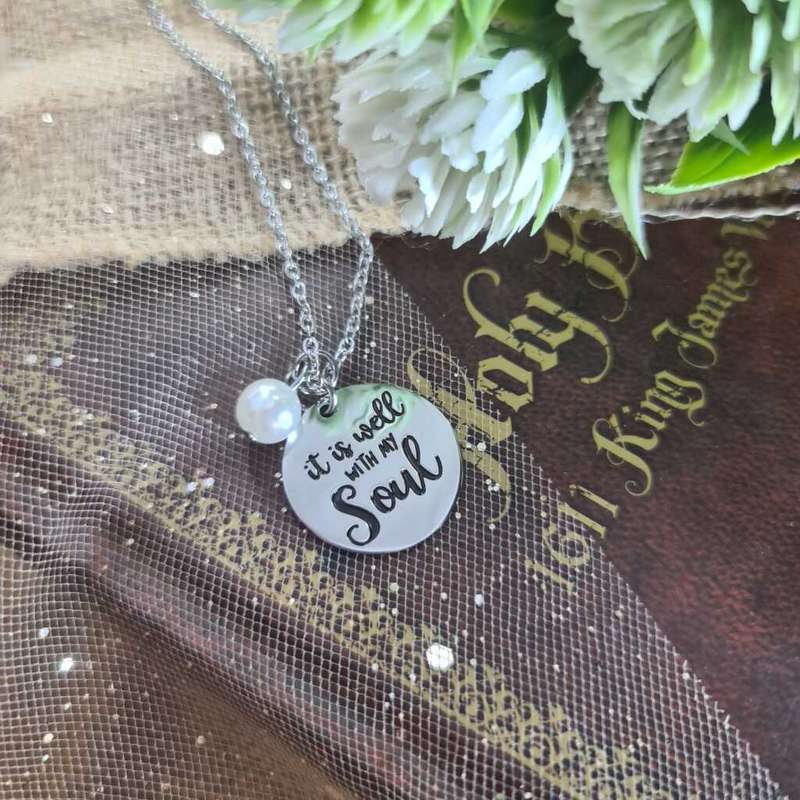 it is well
WITH MY
Soul
Holy
1611 King James